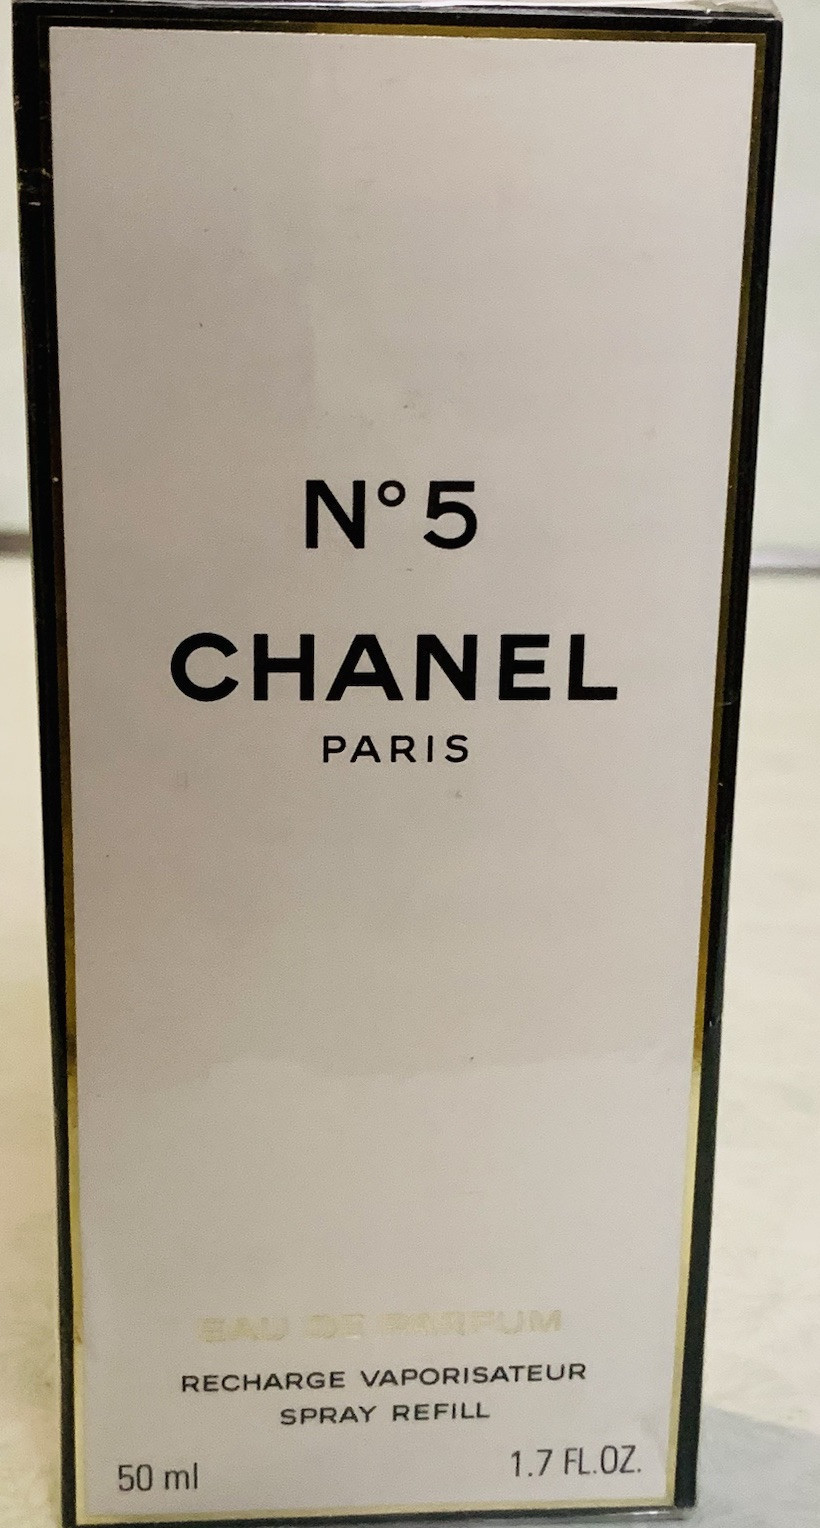 N°5
CHANEL
PARIS
EAU DE PARFUM
RECHARGE VAPORISATEUR
SPRAY REFILL
50 ml 1.7 FL.OZ.